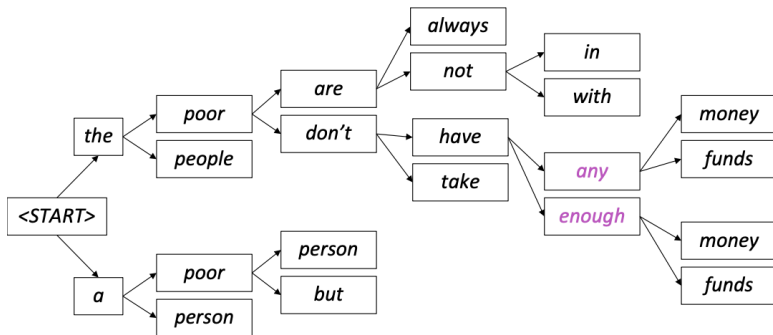 always
in
not
are
with
poor
money
the
don't
have
people
any
funds
take
<START>
enough
money
person
poor
a
but
funds
person